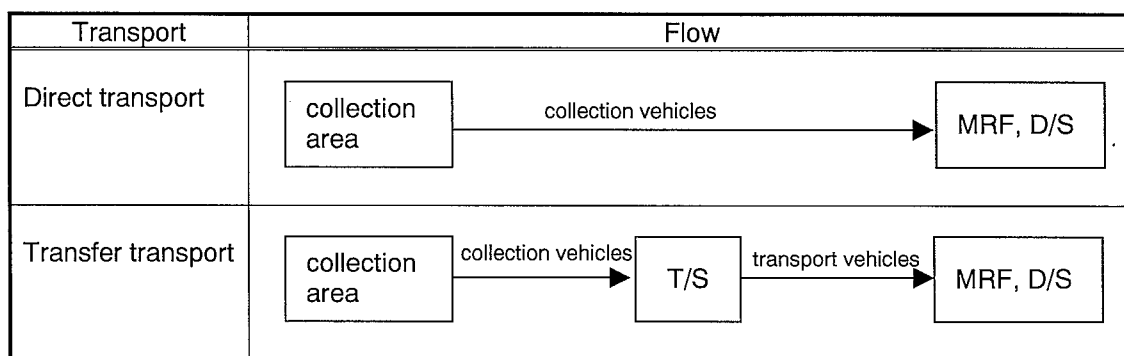 Transport Flow
Direct transport
collection
area
collection vehicles
MRF, D/S
Transfer transport
collection
area
collection vehicles
T/S
transport vehicles
MRF, D/S